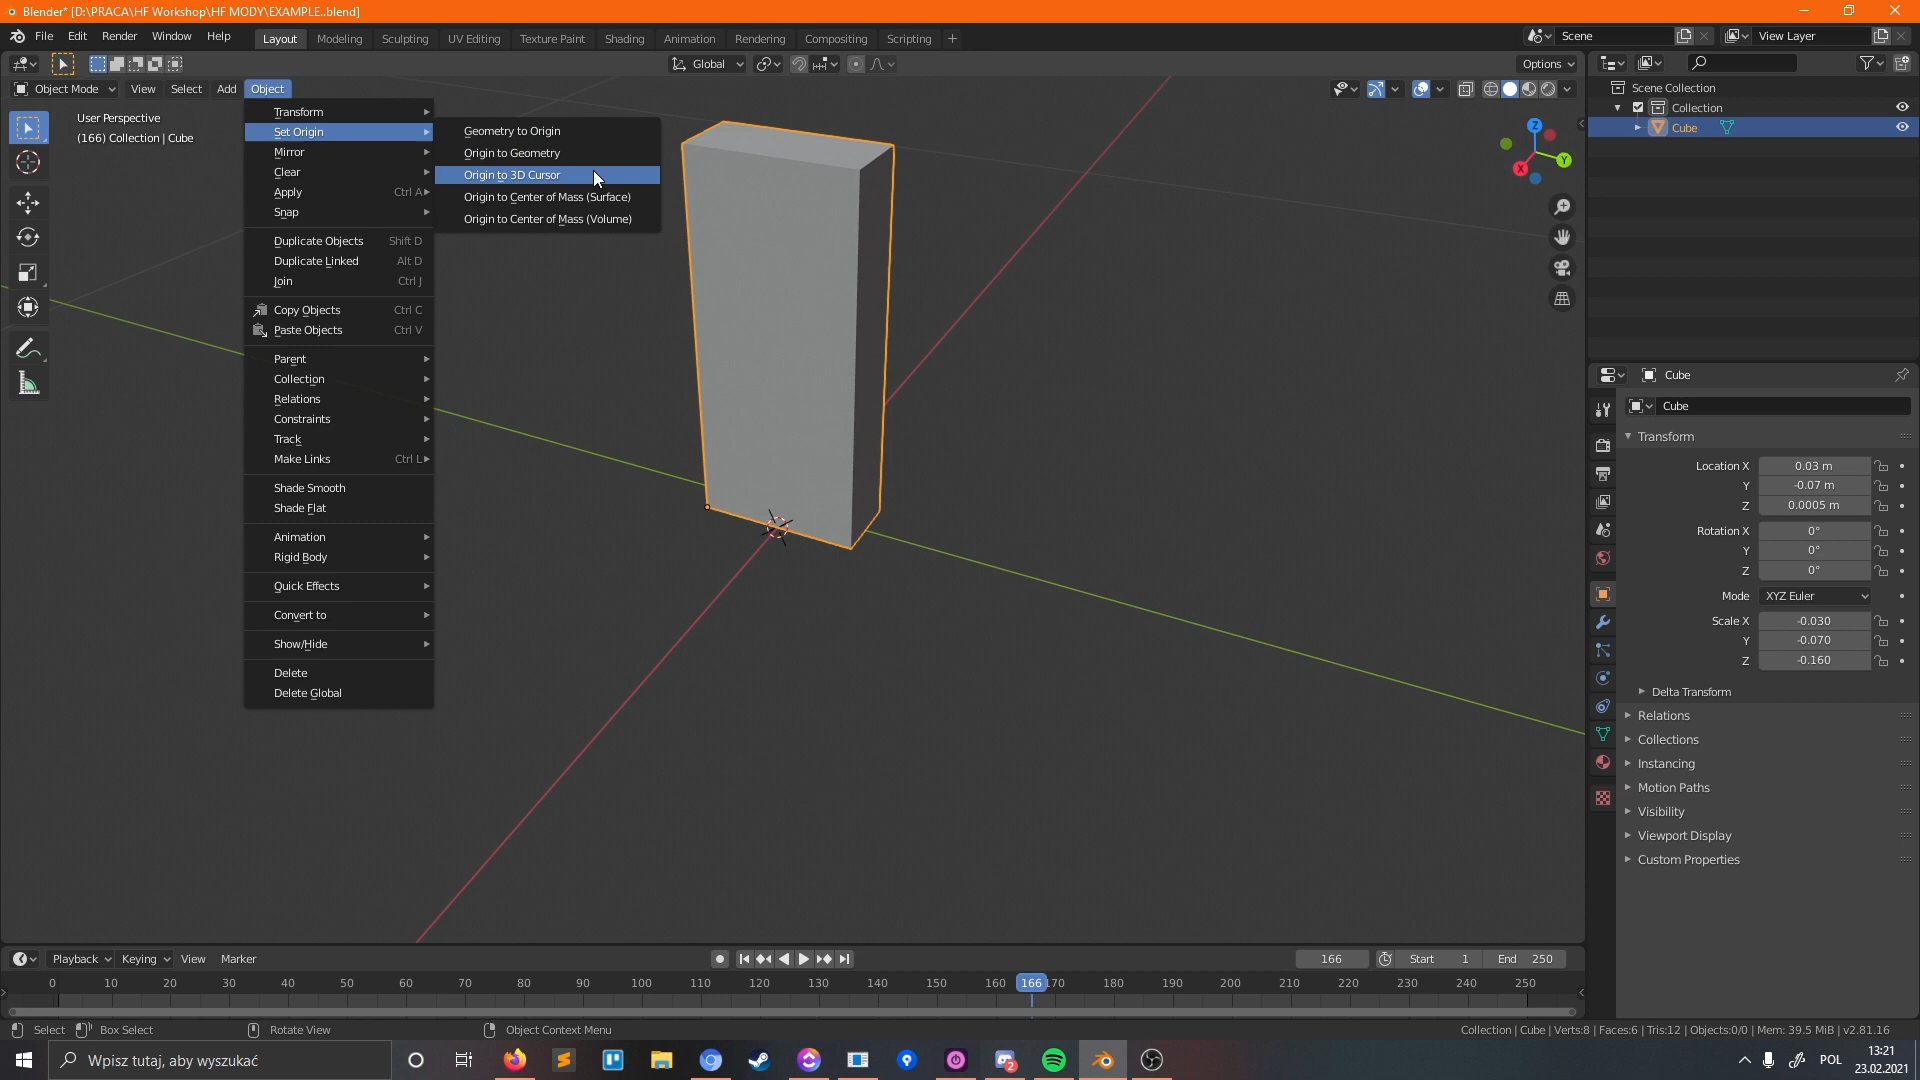 Blender* [D:\PRACA\HF Workshop\HF MODY\EXAMPLE..blend]
File Edit Render Window Help Layout Modeling Sculpting UV Editing Texture Paint Shading Animation Rendering Compositing Scripting + Scene View Layer
Global Options
Object Mode View Select Add Object
User Perspective
(166) Collection | Cube
Transform
Set Origin
Mirror
Clear
Apply Ctrl A
Snap
Duplicate Objects Shift D
Duplicate Linked Alt D
Join Ctrl J
Copy Objects Ctrl C
Paste Objects Ctrl V
Parent
Collection
Relations
Constraints
Track
Make Links Ctrl L
Shade Smooth
Shade Flat
Animation
Rigid Body
Quick Effects
Convert to
Show/Hide
Delete
Delete Global
Geometry to Origin
Origin to Geometry
Origin to 3D Cursor
Origin to Center of Mass (Surface)
Origin to Center of Mass (Volume)
Z
Y
X
Scene Collection
Collection
Cube
Cube
Cube
Transform
Location X 0.03 m
Y -0.07 m
Z 0.0005 m
Rotation X 0°
Y 0°
Z 0°
Mode XYZ Euler
Scale X -0.030
Y -0.070
Z -0.160
Delta Transform
Relations
Collections
Instancing
Motion Paths
Visibility
Viewport Display
Custom Properties
Playback Keying View Marker 166 Start 1 End 250
0 10 20 30 40 50 60 70 80 90 100 110 120 130 140 150 160 166 170 180 190 200 210 220 230 240 250
Select Box Select Rotate View Object Context Menu Collection | Cube | Verts:8 | Faces:6 | Tris:12 | Objects:0/0 | Mem: 39.5 MiB | v2.81.16
Wpisz tutaj, aby wyszukać 2 POL
13:21
23.02.2021